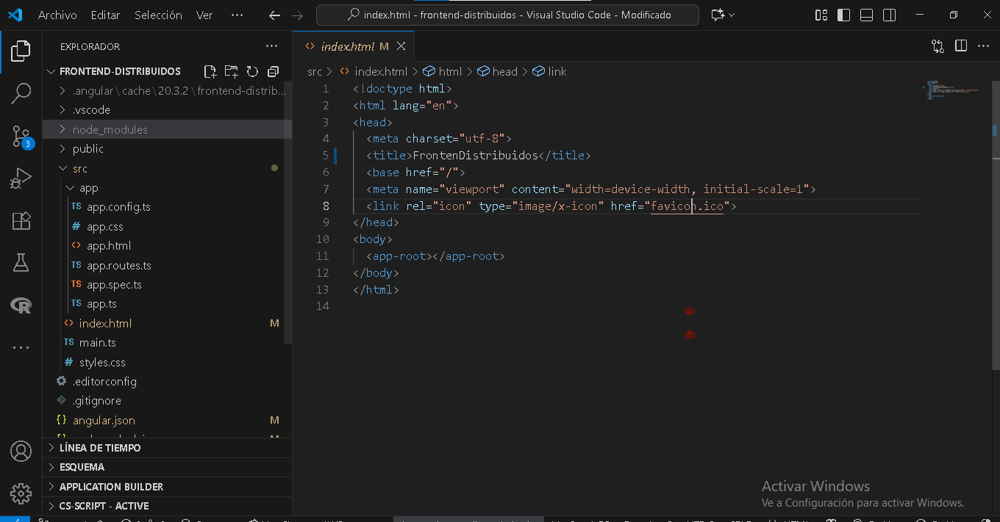 Archivo Editar Selección Ver ···
index.html - frontend-distribuidos - Visual Studio Code - Modificado
EXPLORADOR
FRONTEND-DISTRIBUIDOS
.angular\cache\20.3.2\frontend-distrib...
.vscode
node_modules
public
src
app
TS app.config.ts
# app.css
<> app.html
TS app.routes.ts
TS app.spec.ts
TS app.ts
<> index.html M
TS main.ts
# styles.css
.editorconfig
.gitignore
{} angular.json M
LÍNEA DE TIEMPO
ESQUEMA
APPLICATION BUILDER
CS-SCRIPT - ACTIVE
3
R
<> index.html M
src > <> index.html > html > head > link
1 <!doctype html>
2 <html lang="en">
3 <head>
4 <meta charset="utf-8">
5 <title>FrontenDistribuidos</title>
6 <base href="/">
7 <meta name="viewport" content="width=device-width, initial-scale=1">
8 <link rel="icon" type="image/x-icon" href="favicon.ico">
9 </head>
10 <body>
11 <app-root></app-root>
12 </body>
13 </html>
14
Activar Windows
Ve a Configuración para activar Windows.